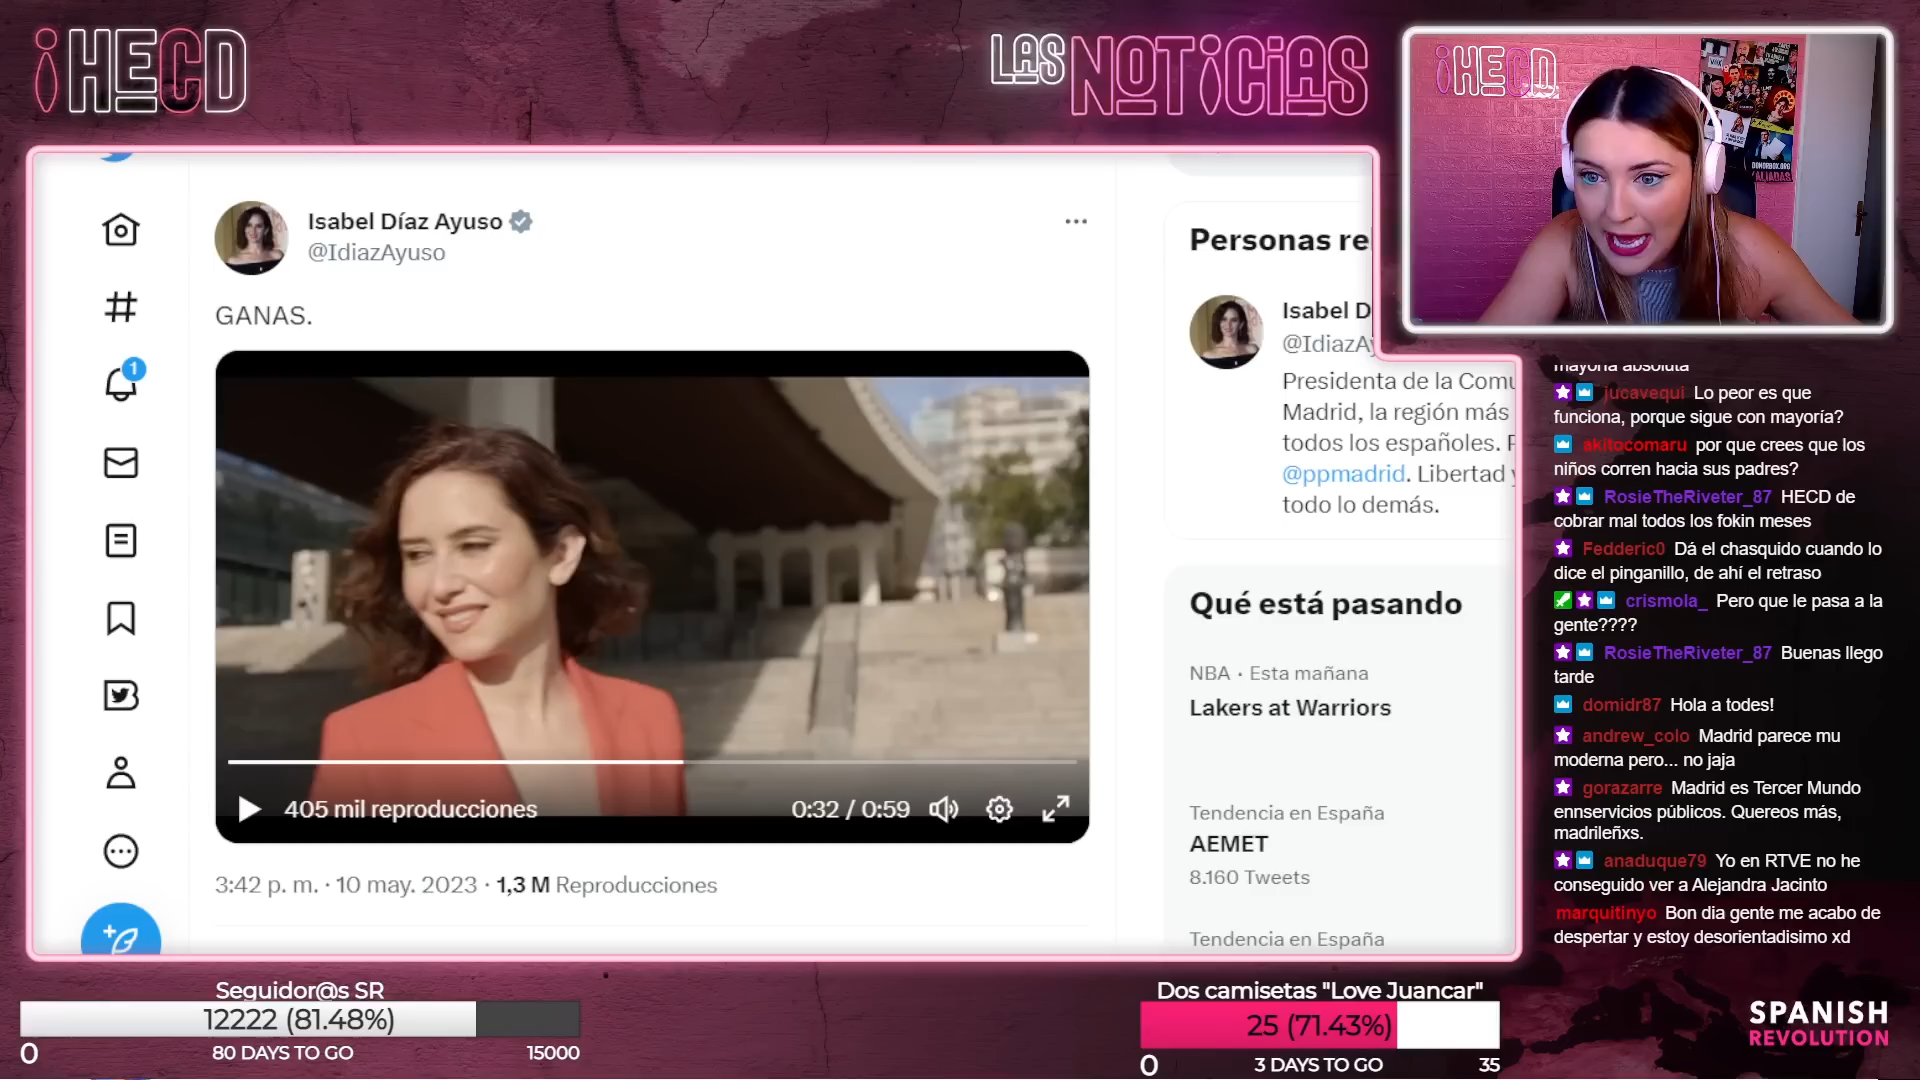 ¡HECD
LAS NOTICIAS
¡HECD
DONORBOX.ORG
ALIADAS
Isabel Díaz Ayuso
@IdiazAyuso
GANAS.
405 mil reproducciones
0:32 / 0:59
3:42 p. m. · 10 may. 2023 · 1,3 M Reproducciones
1
Personas re
Isabel D
@IdiazAy
Presidenta de la Comu
Madrid, la región más
todos los españoles. P
@ppmadrid. Libertad y
todo lo demás.
Qué está pasando
NBA · Esta mañana
Lakers at Warriors
Tendencia en España
AEMET
8.160 Tweets
Tendencia en España
mayoría absoluta
jucavequi Lo peor es que
funciona, porque sigue con mayoría?
akitocomaru por que crees que los
niños corren hacia sus padres?
RosieTheRiveter_87 HECD de
cobrar mal todos los fokin meses
Fedderic0 Dá el chasquido cuando lo
dice el pinganillo, de ahí el retraso
crismola_ Pero que le pasa a la
gente????
RosieTheRiveter_87 Buenas llego
tarde
domidr87 Hola a todes!
andrew_colo Madrid parece mu
moderna pero... no jaja
gorazarre Madrid es Tercer Mundo
ennservicios públicos. Quereos más,
madrileñxs.
anaduque79 Yo en RTVE no he
conseguido ver a Alejandra Jacinto
marquitinyo Bon dia gente me acabo de
despertar y estoy desorientadisimo xd
Seguidor@s SR
12222 (81.48%)
0 80 DAYS TO GO 15000
Dos camisetas "Love Juancar"
25 (71.43%)
0 3 DAYS TO GO 35
SPANISH
REVOLUTION